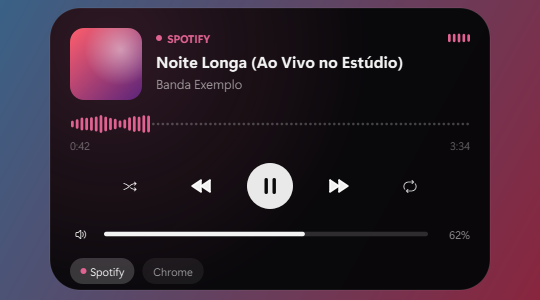 SPOTIFY
Noite Longa (Ao Vivo no Estúdio)
Banda Exemplo
0:42 3:34
62%
Spotify Chrome